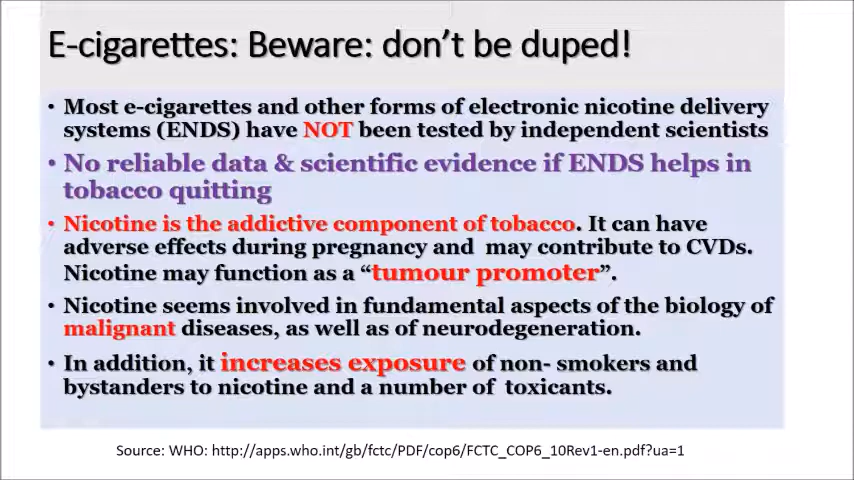 E-cigarettes: Beware: don't be duped!
• Most e-cigarettes and other forms of electronic nicotine delivery
systems (ENDS) have NOT been tested by independent scientists
• No reliable data & scientific evidence if ENDS helps in
tobacco quitting
• Nicotine is the addictive component of tobacco. It can have
adverse effects during pregnancy and may contribute to CVDs.
Nicotine may function as a “tumour promoter”.
• Nicotine seems involved in fundamental aspects of the biology of
malignant diseases, as well as of neurodegeneration.
• In addition, it increases exposure of non- smokers and
bystanders to nicotine and a number of toxicants.
Source: WHO: http://apps.who.int/gb/fctc/PDF/cop6/FCTC_COP6_10Rev1-en.pdf?ua=1